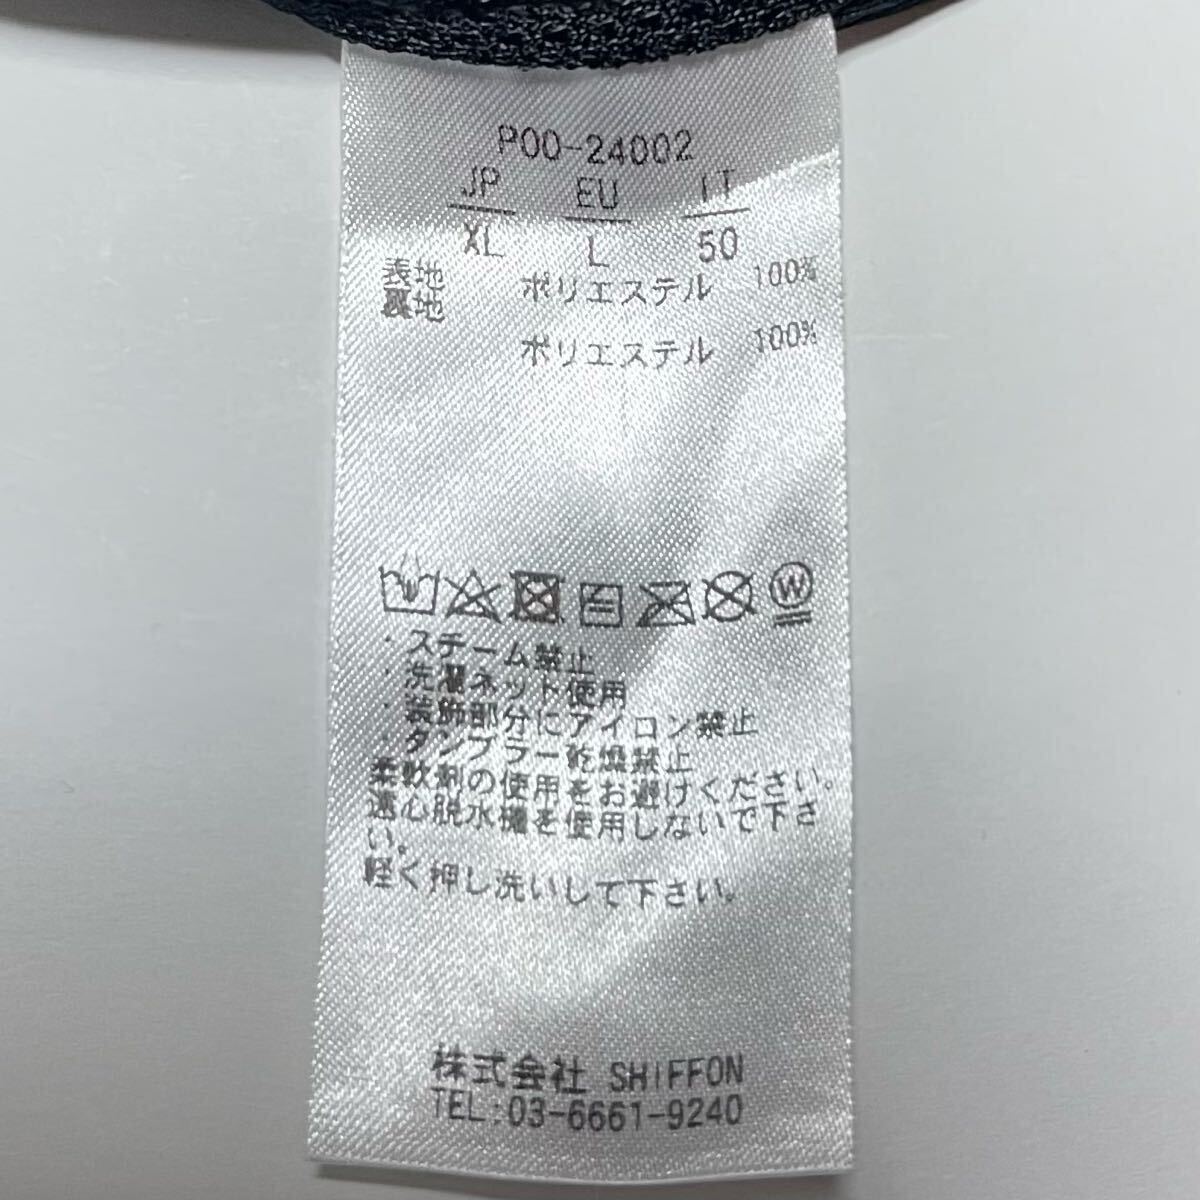 P00-24002
JP EU IT
XL L 50
表地 ポリエステル 100%
裏地
ポリエステル 100%
W
・スチーム禁止
・洗濯ネット使用
・装飾部分にアイロン禁止
・タンブラー乾燥禁止
柔軟剤の使用をお避けください。
遠心脱水機を使用しないで下さ
い。
軽く押し洗いして下さい。
株式会社 SHIFFON
TEL:03-6661-9240